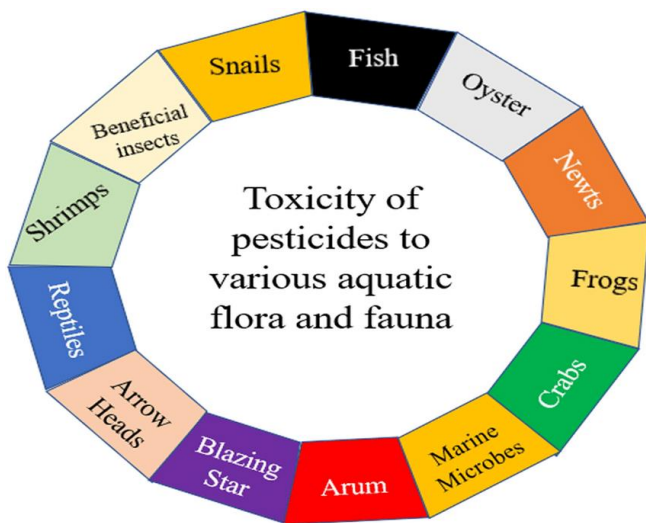 Fish
Oyster
Newts
Frogs
Crabs
Marine
Microbes
Arum
Blazing
Star
Arrow
Heads
Reptiles
Shrimps
Beneficial
insects
Snails
Toxicity of
pesticides to
various aquatic
flora and fauna